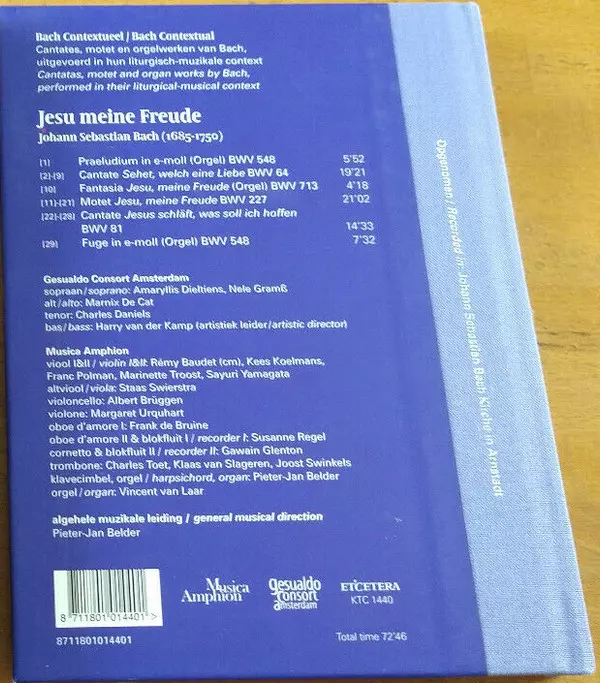 Bach Contextueel / Bach Contextual
Cantates, motet en orgelwerken van Bach,
uitgevoerd in hun liturgisch-muzikale context
Cantatas, motet and organ works by Bach,
performed in their liturgical-musical context
Jesu meine Freude
Johann Sebastian Bach (1685-1750)
[1] Praeludium in e-moll (Orgel) BWV 548 5'52
[2]-[9] Cantate Sehet, welch eine Liebe BWV 64 19'21
[10] Fantasia Jesu, meine Freude (Orgel) BWV 713 4'18
[11]-[21] Motet Jesu, meine Freude BWV 227 21'02
[22]-[28] Cantate Jesus schläft, was soll ich hoffen
BWV 81 14'33
[29] Fuge in e-moll (Orgel) BWV 548 7'32
Gesualdo Consort Amsterdam
sopraan / soprano: Amaryllis Dieltiens, Nele Gramß
alt / alto: Marnix De Cat
tenor: Charles Daniels
bas / bass: Harry van der Kamp (artistiek leider / artistic director)
Musica Amphion
viool I&II / violin I&II: Rémy Baudet (cm), Kees Koelmans,
Franc Polman, Marinette Troost, Sayuri Yamagata
altviool / viola: Staas Swierstra
violoncello: Albert Brüggen
violone: Margaret Urquhart
oboe d'amore I: Frank de Bruine
oboe d'amore II & blokfluit I / recorder I: Susanne Regel
cornetto & blokfluit II / recorder II: Gawain Glenton
trombone: Charles Toet, Klaas van Slageren, Joost Swinkels
klavecimbel, orgel / harpsichord, organ: Pieter-Jan Belder
orgel / organ: Vincent van Laar
algehele muzikale leiding / general musical direction
Pieter-Jan Belder
8 711801 014401 >
8711801014401
Musica
Amphion
gesualdo
consort
amsterdam
ET'CETERA
KTC 1440
Total time 72'46
Opgenomen / Recorded in: Johann Sebastian Bach Kirche in Arnstadt